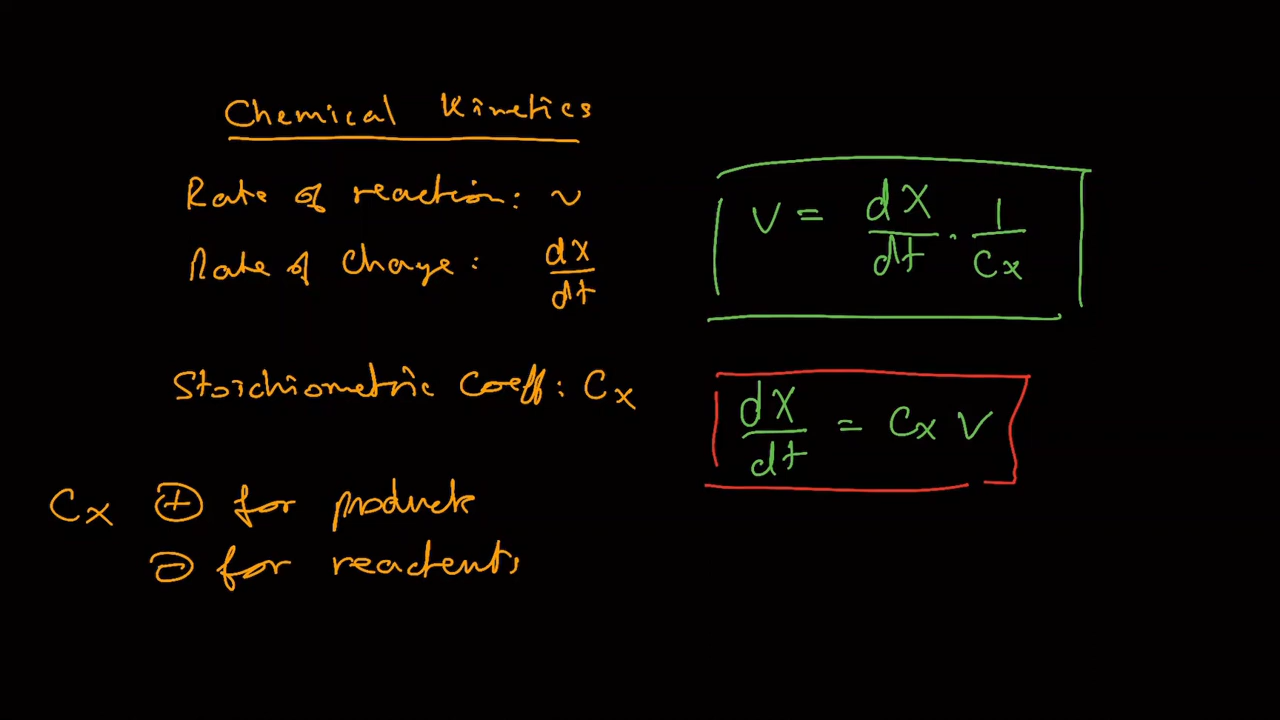 Chemical Kinetics
Rate of reaction: v
Rate of change: dX/dt
Stoichiometric Coeff: Cx
Cx ⊕ for products
⊖ for reactents
v = dX/dt · 1/Cx
dX/dt = Cx v